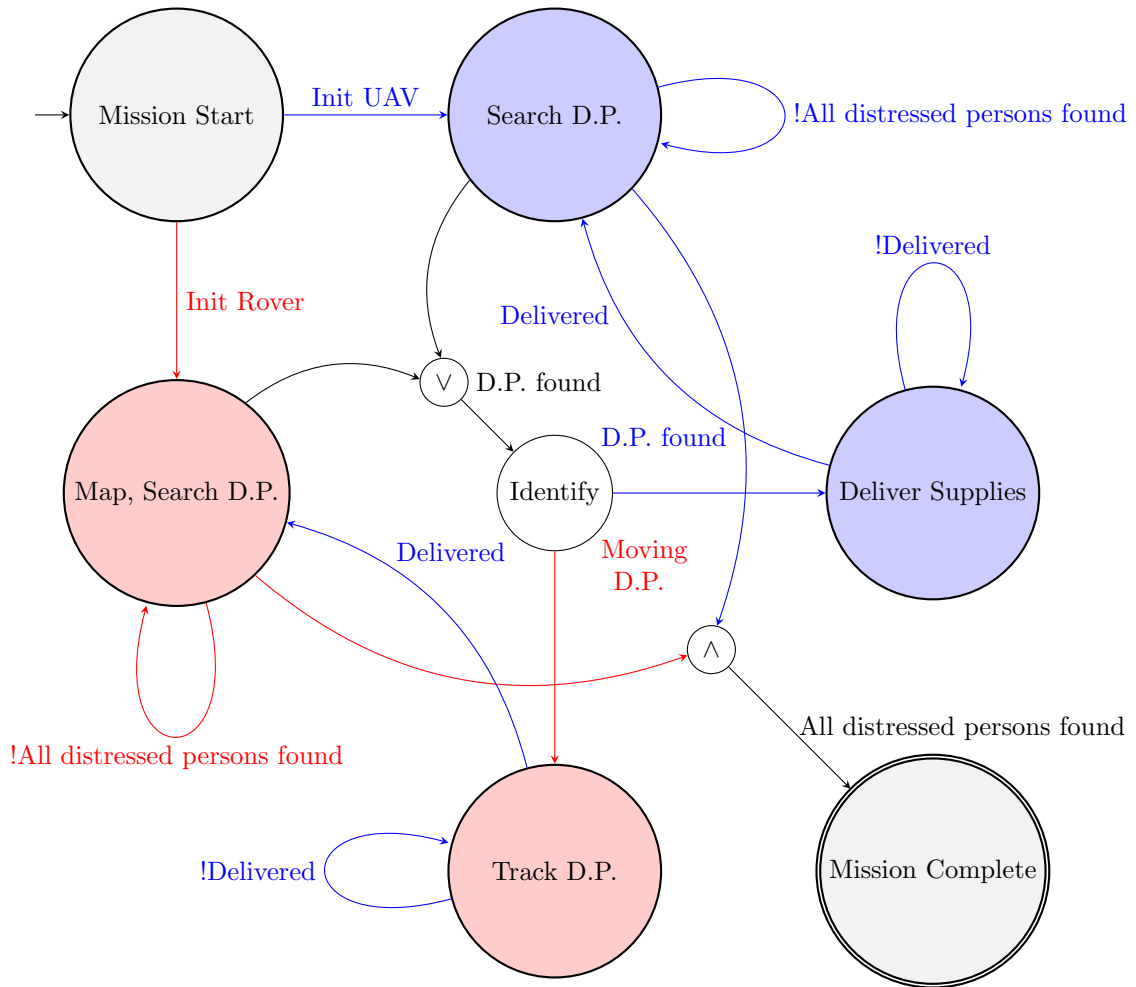 Mission Start
Init UAV
Search D.P.
!All distressed persons found
!Delivered
Init Rover
Delivered
∨
D.P. found
D.P. found
Map, Search D.P.
Identify
Deliver Supplies
Delivered
Moving
D.P.
∧
!All distressed persons found
All distressed persons found
!Delivered
Track D.P.
Mission Complete